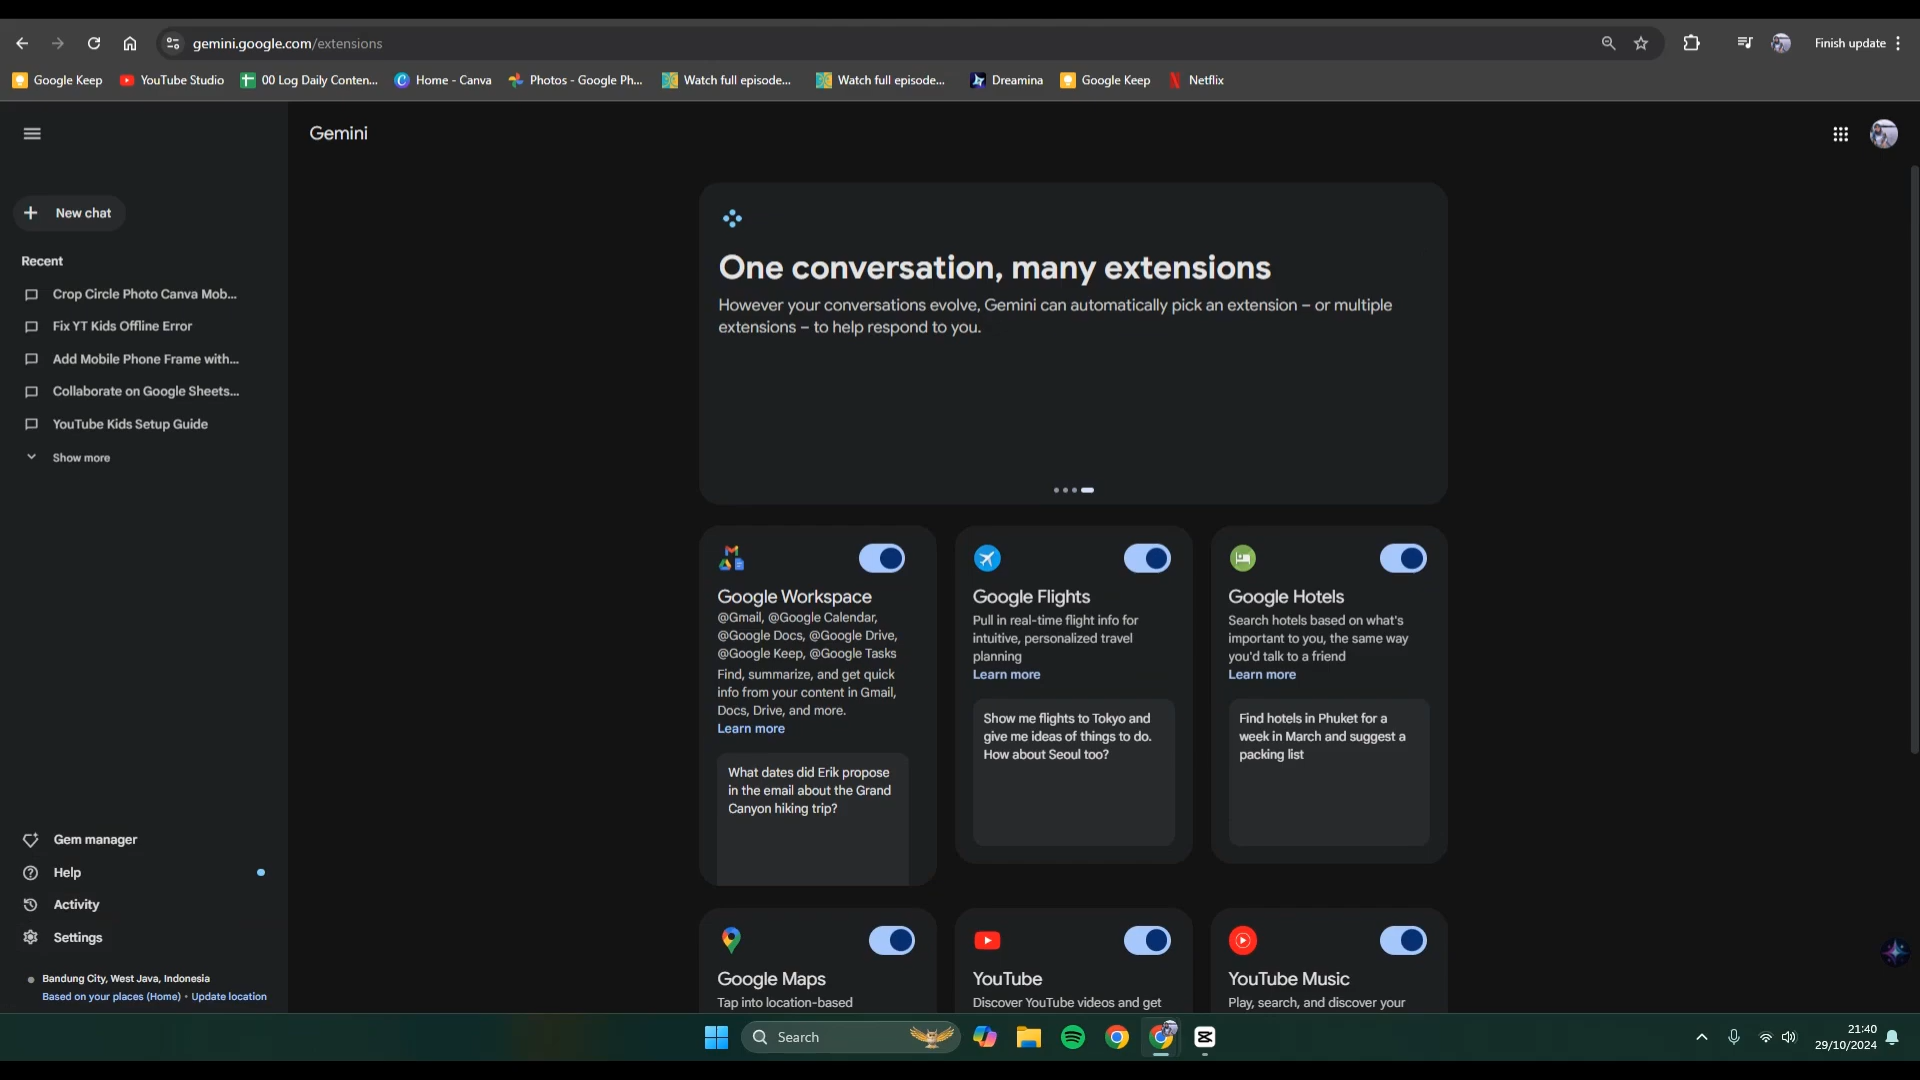 gemini.google.com/extensions
Finish update
Google Keep
YouTube Studio
00 Log Daily Conten...
Home - Canva
Photos - Google Ph...
Watch full episode...
Watch full episode...
Dreamina
Google Keep
Netflix
Gemini
New chat
Recent
Crop Circle Photo Canva Mob...
Fix YT Kids Offline Error
Add Mobile Phone Frame with...
Collaborate on Google Sheets...
YouTube Kids Setup Guide
Show more
Gem manager
Help
Activity
Settings
Bandung City, West Java, Indonesia
Based on your places (Home) • Update location
One conversation, many extensions
However your conversations evolve, Gemini can automatically pick an extension – or multiple
extensions – to help respond to you.
Google Workspace
@Gmail, @Google Calendar,
@Google Docs, @Google Drive,
@Google Keep, @Google Tasks
Find, summarize, and get quick
info from your content in Gmail,
Docs, Drive, and more.
Learn more
What dates did Erik propose
in the email about the Grand
Canyon hiking trip?
Google Flights
Pull in real-time flight info for
intuitive, personalized travel
planning
Learn more
Show me flights to Tokyo and
give me ideas of things to do.
How about Seoul too?
Google Hotels
Search hotels based on what's
important to you, the same way
you'd talk to a friend
Learn more
Find hotels in Phuket for a
week in March and suggest a
packing list
Google Maps
Tap into location-based
YouTube
Discover YouTube videos and get
YouTube Music
Play, search, and discover your
Search
21:40
29/10/2024